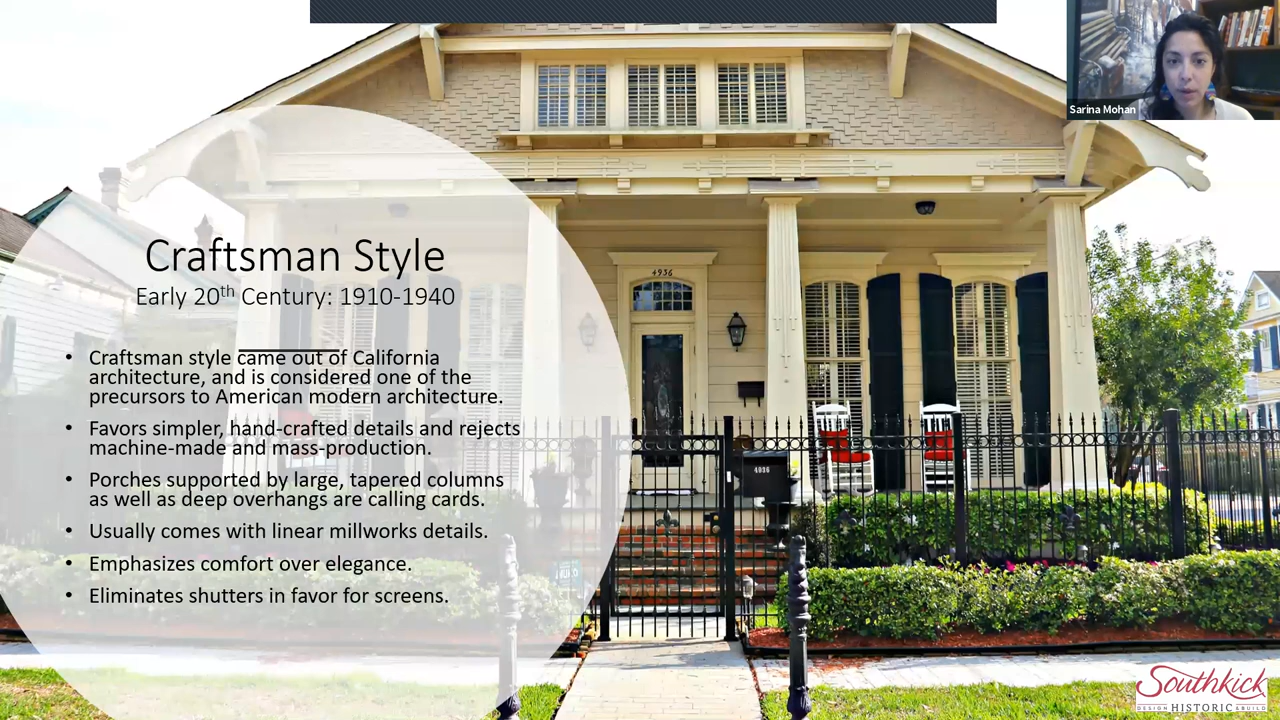 Sarina Mohan
4936
Craftsman Style
Early 20th Century: 1910-1940
• Craftsman style came out of California
architecture, and is considered one of the
precursors to American modern architecture.
• Favors simpler, hand-crafted details and rejects
machine-made and mass-production.
• Porches supported by large, tapered columns
as well as deep overhangs are calling cards.
• Usually comes with linear millworks details.
• Emphasizes comfort over elegance.
• Eliminates shutters in favor for screens.
4936
Southkick
DESIGN HISTORIC & BUILD